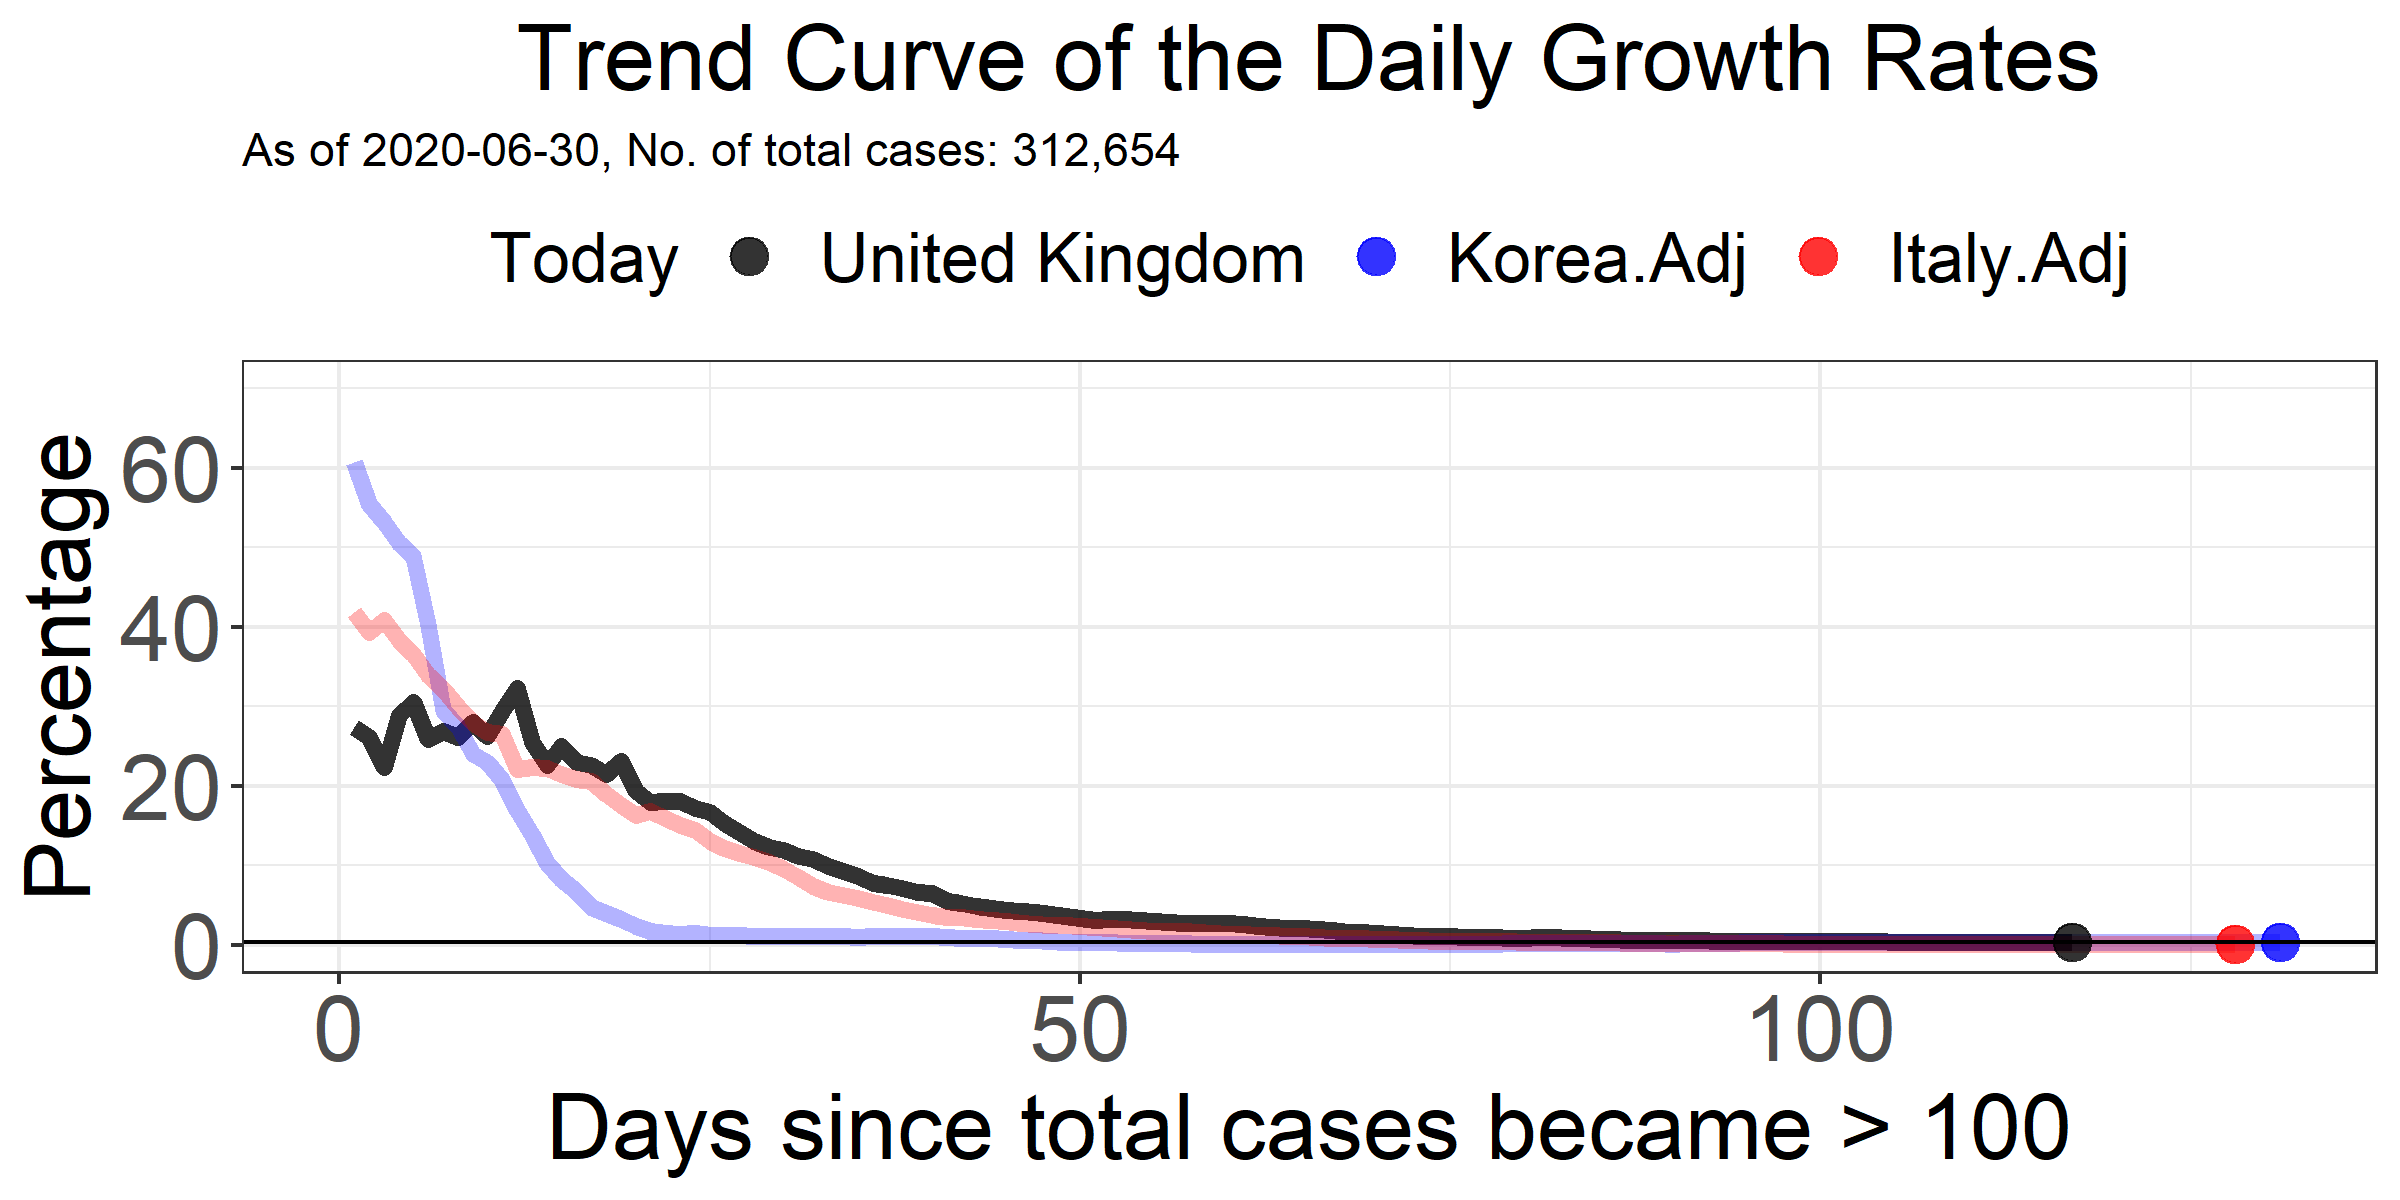 Trend Curve of the Daily Growth Rates
As of 2020-06-30, No. of total cases: 312,654
Today United Kingdom Korea.Adj Italy.Adj
Percentage
60
40
20
0
0 50 100
Days since total cases became > 100